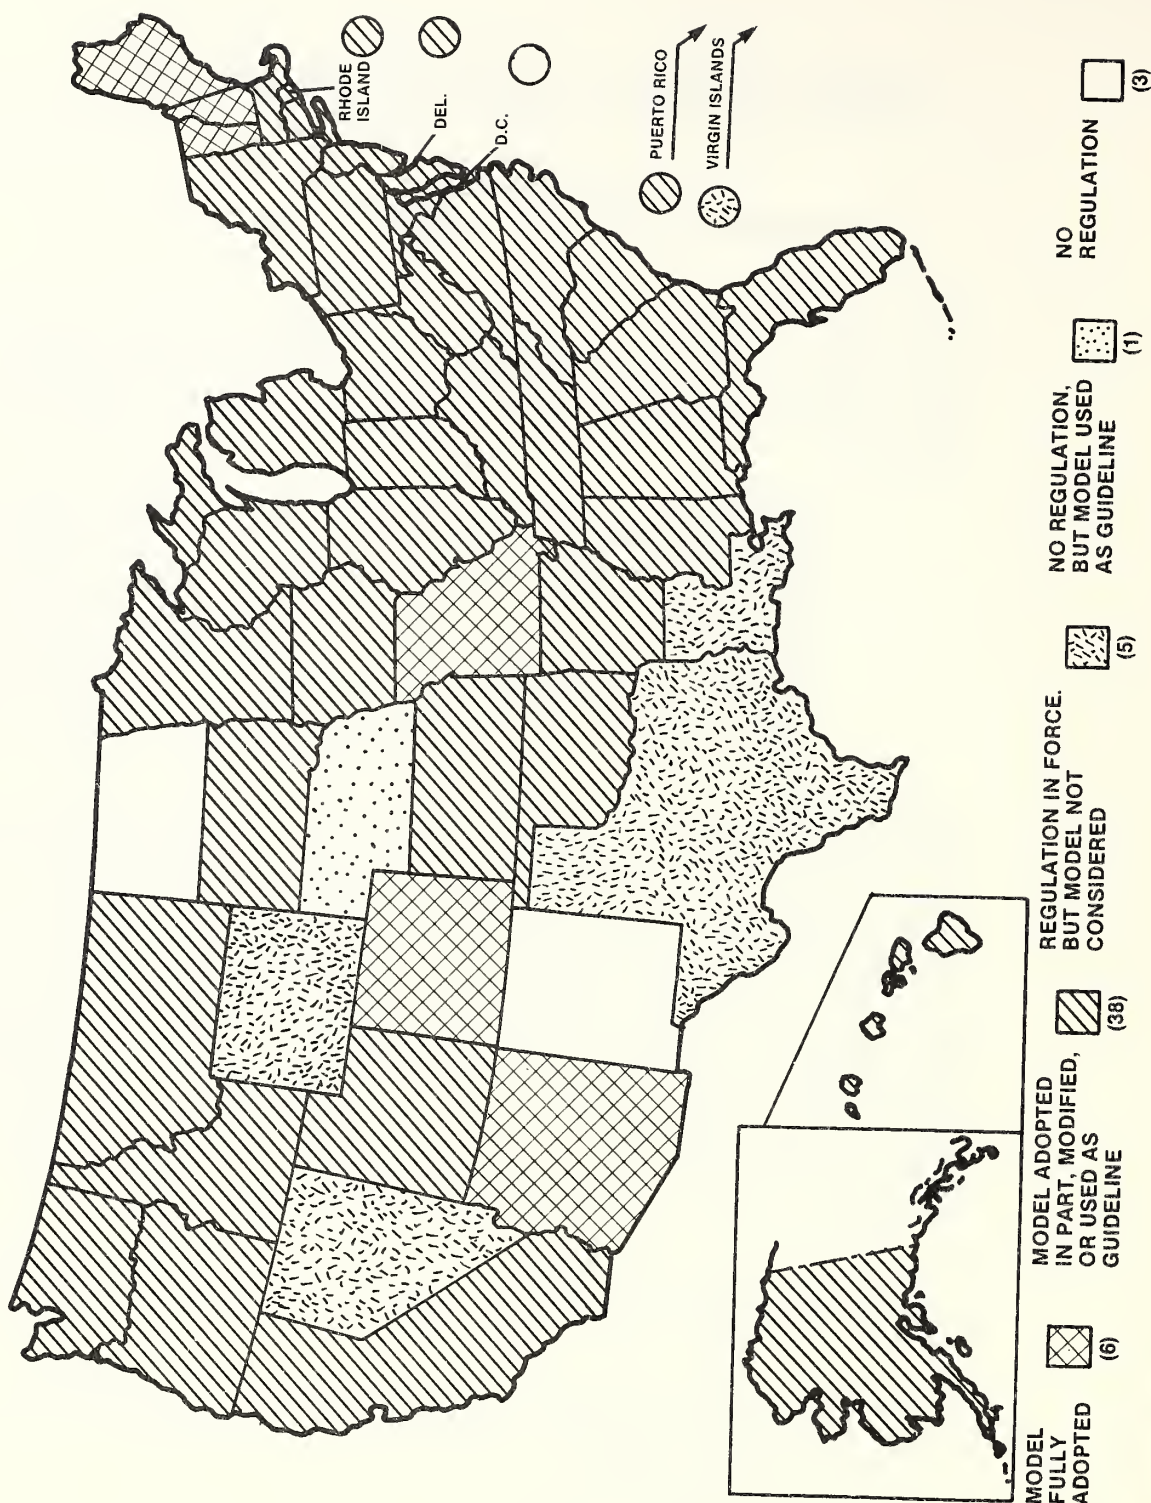 RHODE
ISLAND
DEL.
D.C.
PUERTO RICO
VIRGIN ISLANDS
MODEL
FULLY
ADOPTED
(6)
MODEL ADOPTED
IN PART, MODIFIED,
OR USED AS
GUIDELINE
(38)
REGULATION IN FORCE.
BUT MODEL NOT
CONSIDERED
(5)
NO REGULATION,
BUT MODEL USED
AS GUIDELINE
(1)
NO
REGULATION
(3)